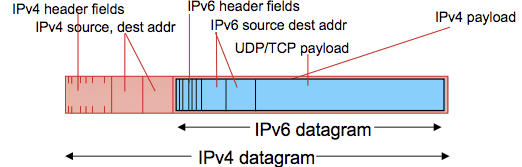 IPv4 header fields
IPv4 source, dest addr
IPv6 header fields
IPv6 source dest addr
UDP/TCP payload
IPv4 payload
IPv6 datagram
IPv4 datagram